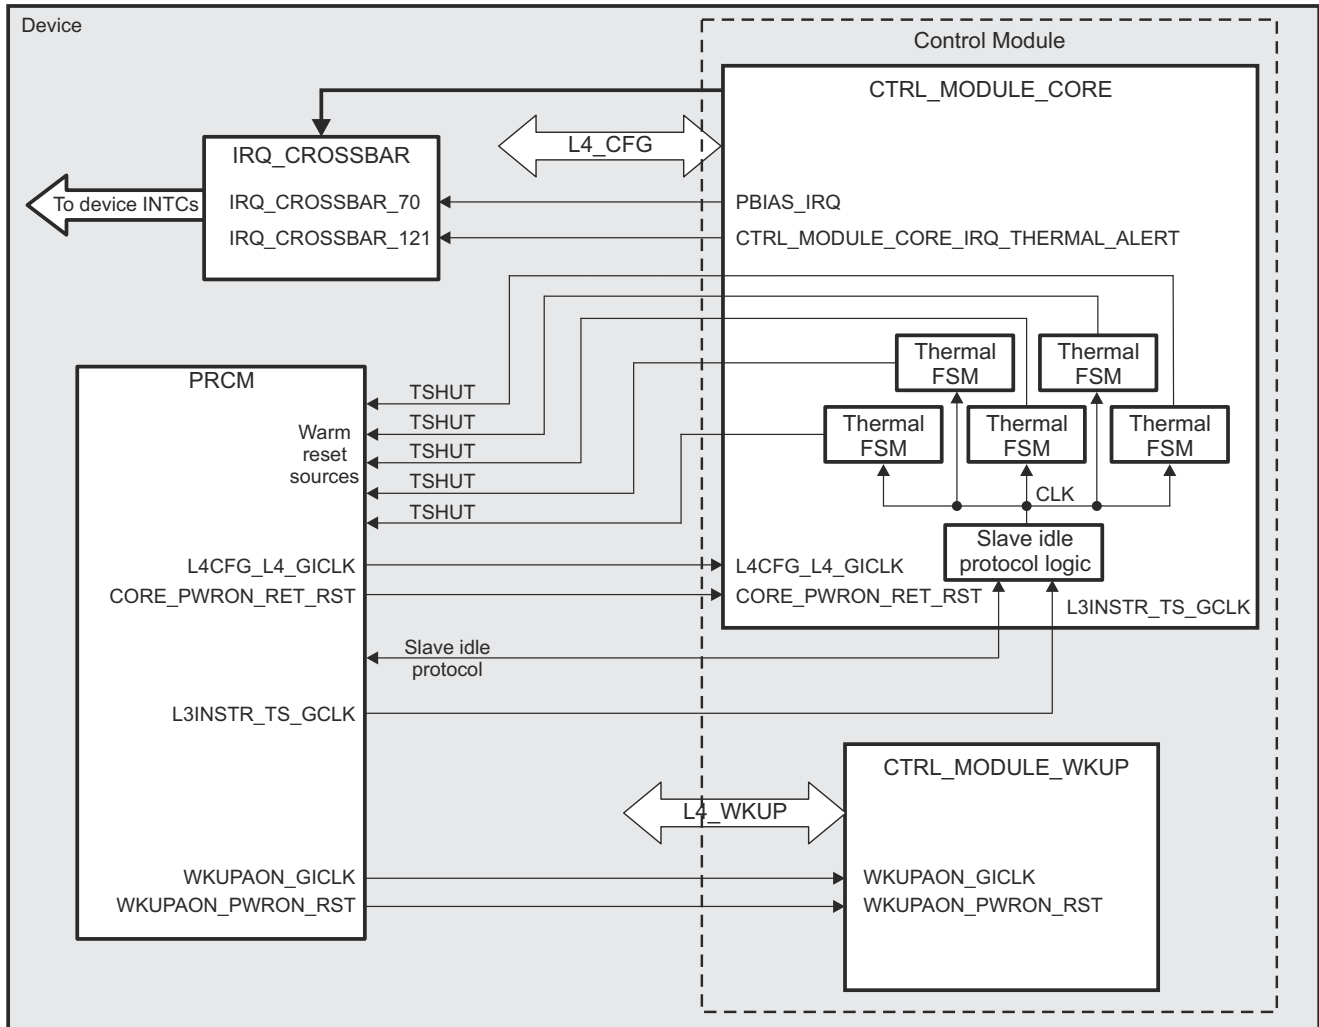 Device
Control Module
CTRL_MODULE_CORE
IRQ_CROSSBAR
L4_CFG
To device INTCs
IRQ_CROSSBAR_70
PBIAS_IRQ
IRQ_CROSSBAR_121
CTRL_MODULE_CORE_IRQ_THERMAL_ALERT
Thermal
FSM
Thermal
FSM
PRCM
TSHUT
Thermal
FSM
Thermal
FSM
Thermal
FSM
TSHUT
Warm
reset
sources
TSHUT
TSHUT
TSHUT
CLK
Slave idle
protocol logic
L4CFG_L4_GICLK
L4CFG_L4_GICLK
CORE_PWRON_RET_RST
CORE_PWRON_RET_RST
L3INSTR_TS_GCLK
Slave idle
protocol
L3INSTR_TS_GCLK
CTRL_MODULE_WKUP
L4_WKUP
WKUPAON_GICLK
WKUPAON_GICLK
WKUPAON_PWRON_RST
WKUPAON_PWRON_RST